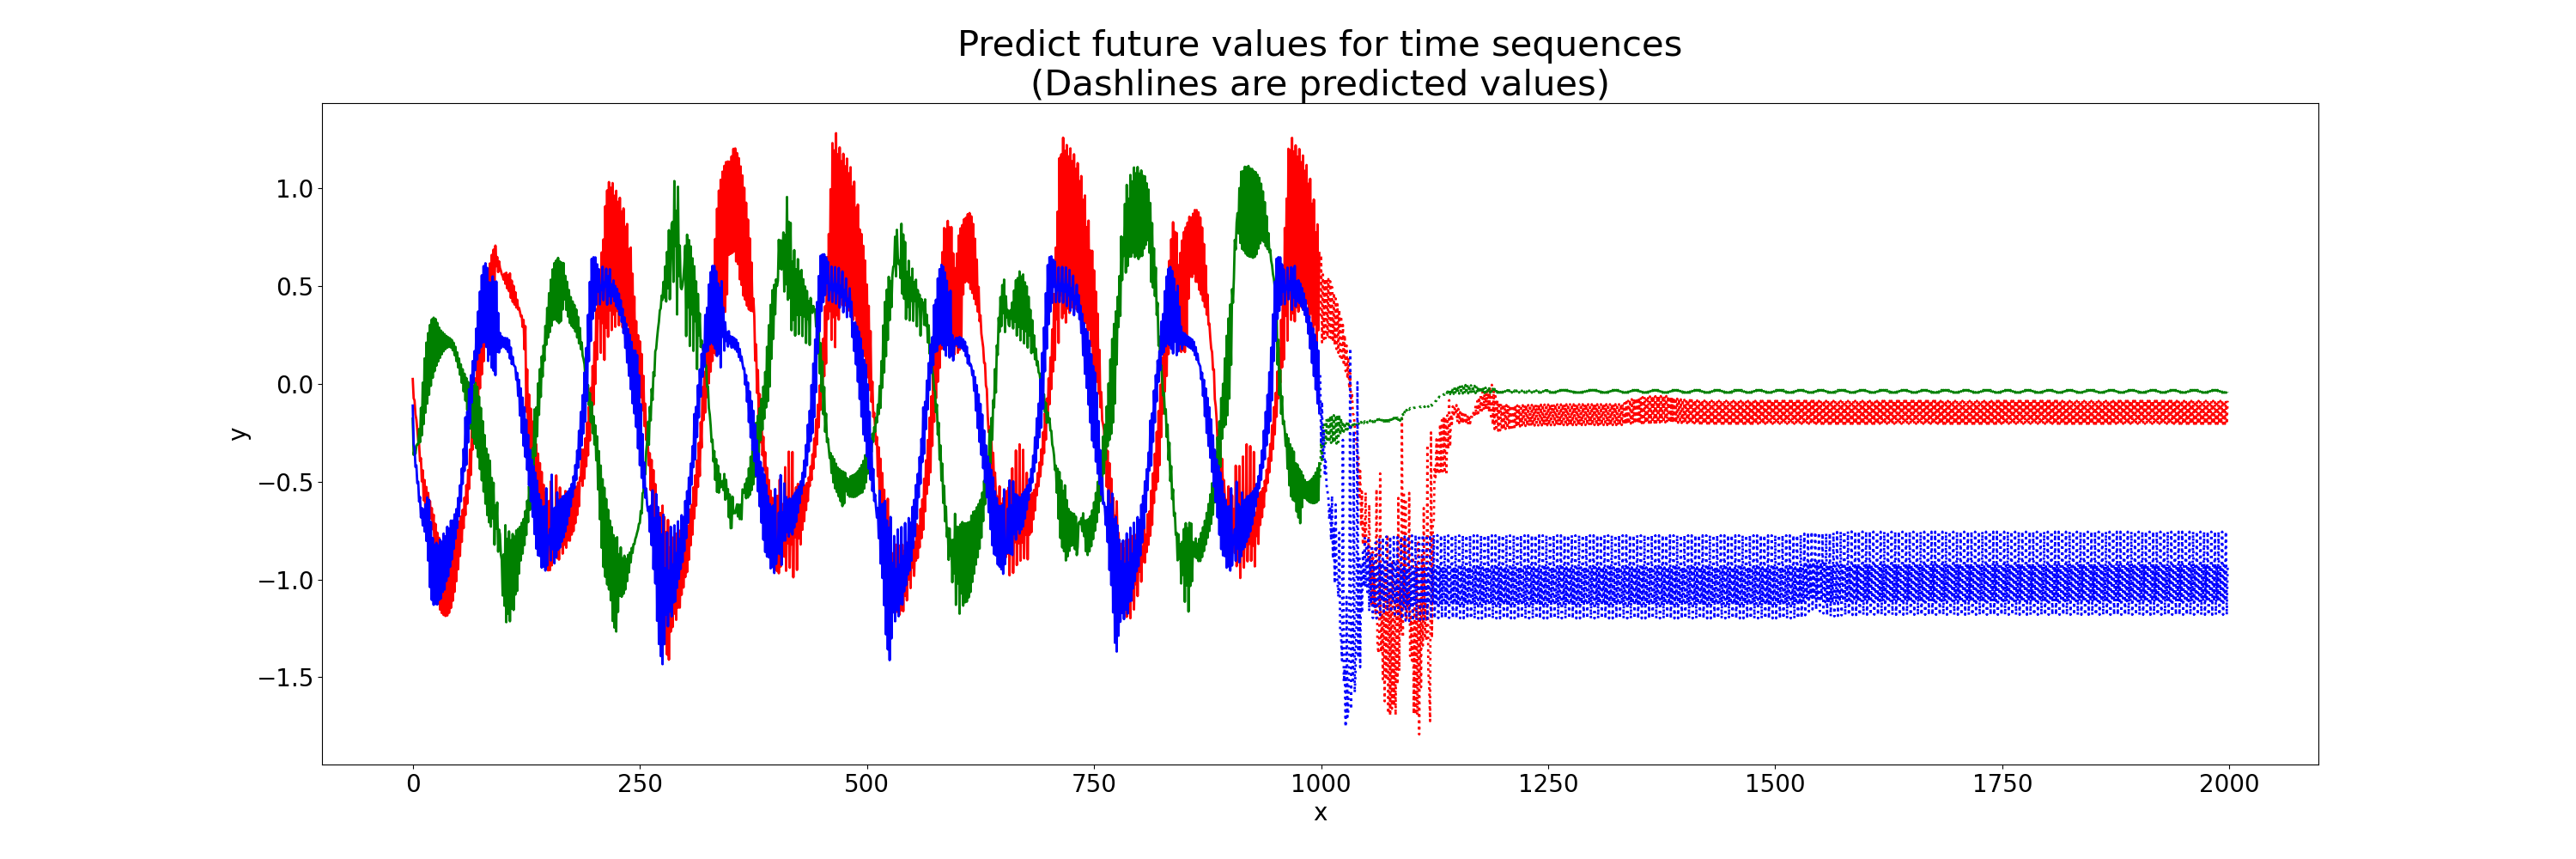 Predict future values for time sequences
(Dashlines are predicted values)
1.0
0.5
0.0
−0.5
−1.0
−1.5
y
0 250 500 750 1000 1250 1500 1750 2000
x